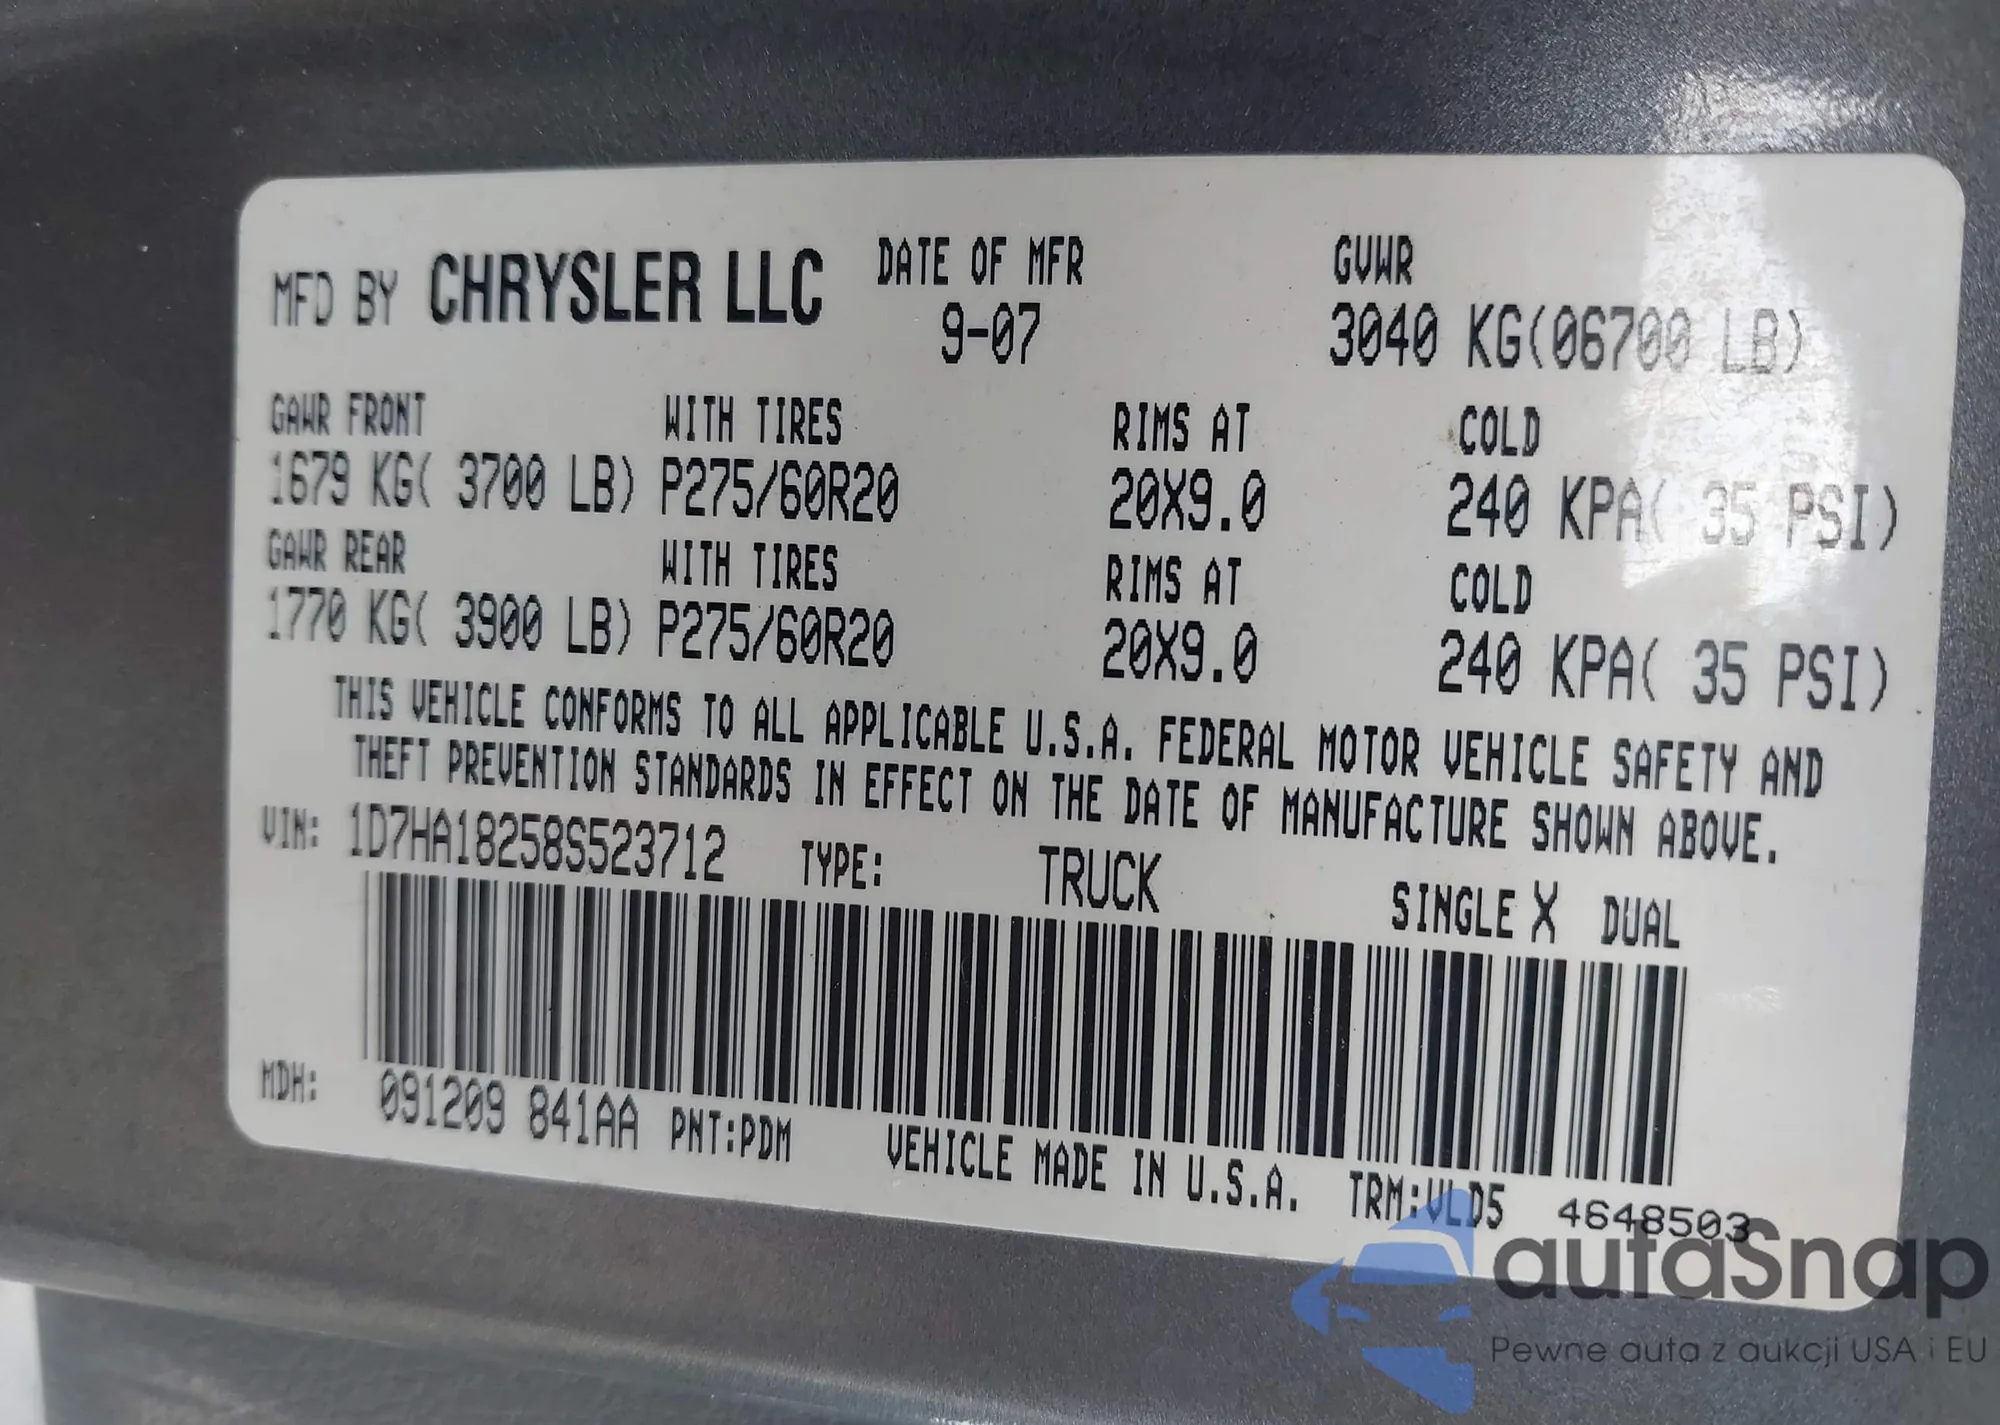 MFD BY CHRYSLER LLC DATE OF MFR GVWR
9-07 3040 KG(06700 LB)
GAWR FRONT WITH TIRES RIMS AT COLD
1679 KG( 3700 LB) P275/60R20 20X9.0 240 KPA( 35 PSI)
GAWR REAR WITH TIRES RIMS AT COLD
1770 KG( 3900 LB) P275/60R20 20X9.0 240 KPA( 35 PSI)
THIS VEHICLE CONFORMS TO ALL APPLICABLE U.S.A. FEDERAL MOTOR VEHICLE SAFETY AND
THEFT PREVENTION STANDARDS IN EFFECT ON THE DATE OF MANUFACTURE SHOWN ABOVE.
VIN: 1D7HA18258S523712 TYPE: TRUCK SINGLE X DUAL
MDH: 091209 841AA PNT:PDM VEHICLE MADE IN U.S.A. TRM:VLD5 4648503
autaSnap
Pewne auta z aukcji USA i EU